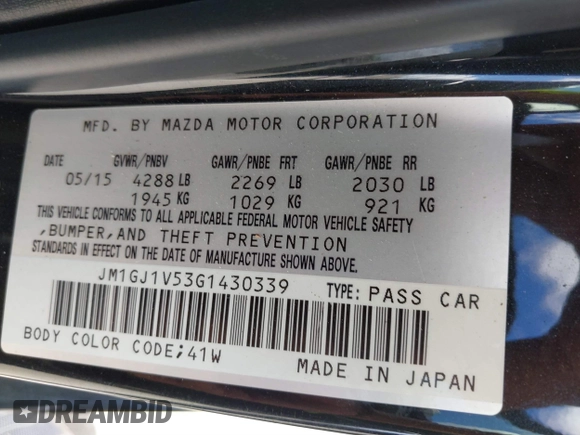 MFD. BY MAZDA MOTOR CORPORATION
DATE GVWR/PNBV GAWR/PNBE FRT GAWR/PNBE RR
05/15 4288 LB 2269 LB 2030 LB
1945 KG 1029 KG 921 KG
THIS VEHICLE CONFORMS TO ALL APPLICABLE FEDERAL MOTOR VEHICLE SAFETY
,BUMPER,AND THEFT PREVENTION
STANDARDS IN EFFECT ON THE DATE OF MANUFACTURE SHOWN ABOVE.
JM1GJ1V53G1430339 TYPE: PASS CAR
BODY COLOR CODE;41W
MADE IN JAPAN
DREAMBID